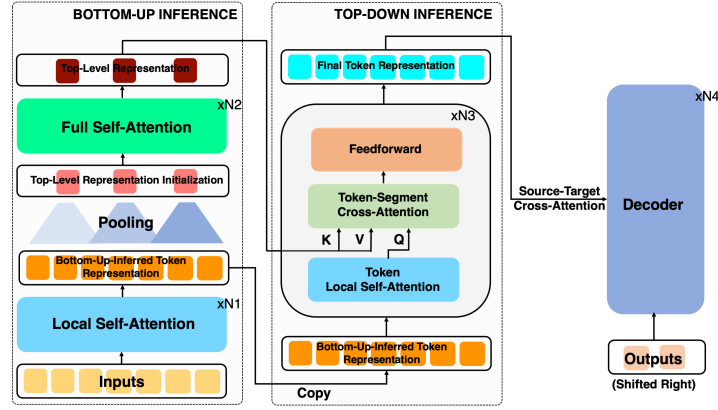 BOTTOM-UP INFERENCE
Top-Level Representation
xN2
Full Self-Attention
Top-Level Representation Initialization
Pooling
Bottom-Up-Inferred Token
Representation
xN1
Local Self-Attention
Inputs
Copy
TOP-DOWN INFERENCE
Final Token Representation
xN3
Feedforward
Token-Segment
Cross-Attention
K
V
Q
Token
Local Self-Attention
Bottom-Up-Inferred Token
Representation
Source-Target
Cross-Attention
xN4
Decoder
Outputs
(Shifted Right)